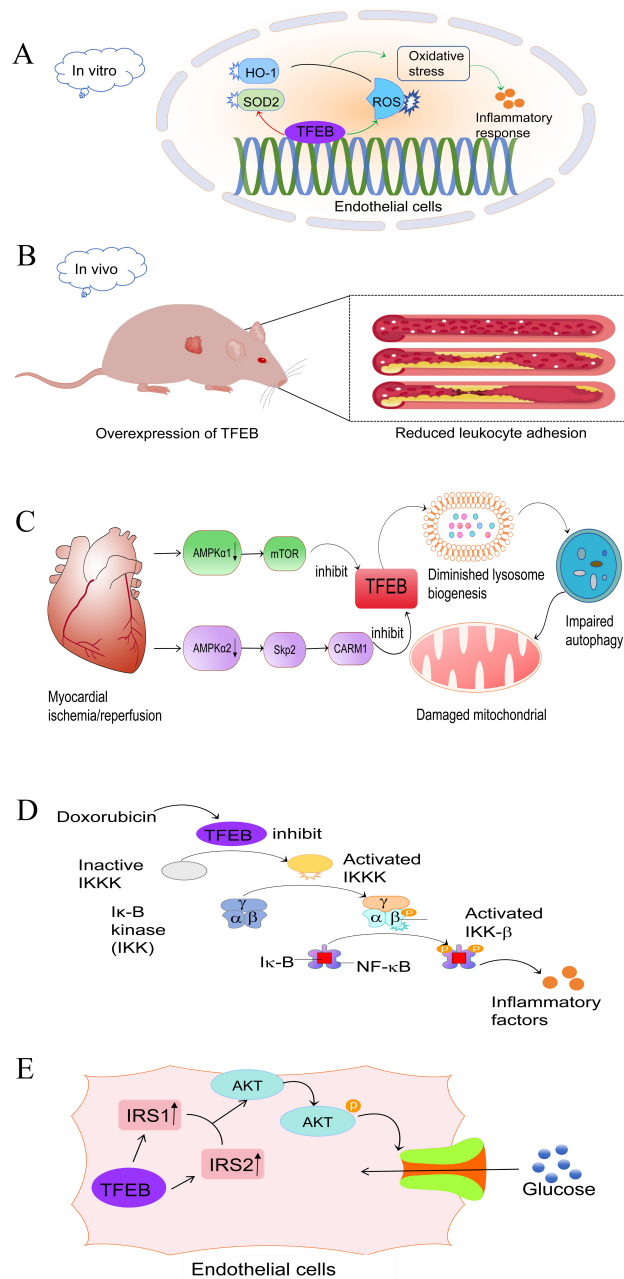 A
In vitro
HO-1
SOD2
TFEB
ROS
Oxidative
stress
Inflammatory
response
Endothelial cells
B
In vivo
Overexpression of TFEB
Reduced leukocyte adhesion
C
AMPKα1↓
mTOR
inhibit
TFEB
Diminished lysosome
biogenesis
Impaired
autophagy
AMPKα2↓
Skp2
CARM1
inhibit
Myocardial
ischemia/reperfusion
Damaged mitochondrial
D
Doxorubicin
TFEB
inhibit
Inactive
IKKK
Activated
IKKK
Iκ-B
kinase
(IKK)
γ
α β
γ
α β
P
Activated
IKK-β
Iκ-B
NF-κB
P P
Inflammatory
factors
E
AKT
IRS1↑
AKT
P
IRS2↑
TFEB
Glucose
Endothelial cells